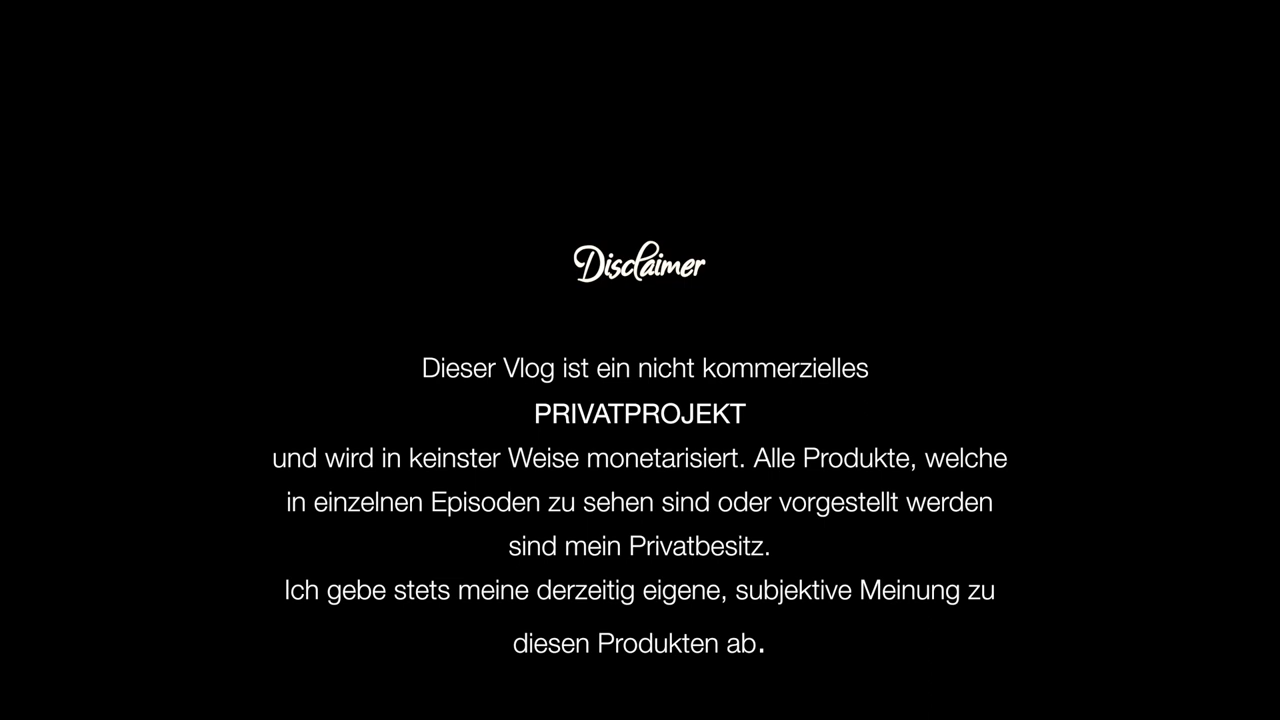 Disclaimer
Dieser Vlog ist ein nicht kommerzielles
PRIVATPROJEKT
und wird in keinster Weise monetarisiert. Alle Produkte, welche
in einzelnen Episoden zu sehen sind oder vorgestellt werden
sind mein Privatbesitz.
Ich gebe stets meine derzeitig eigene, subjektive Meinung zu
diesen Produkten ab.